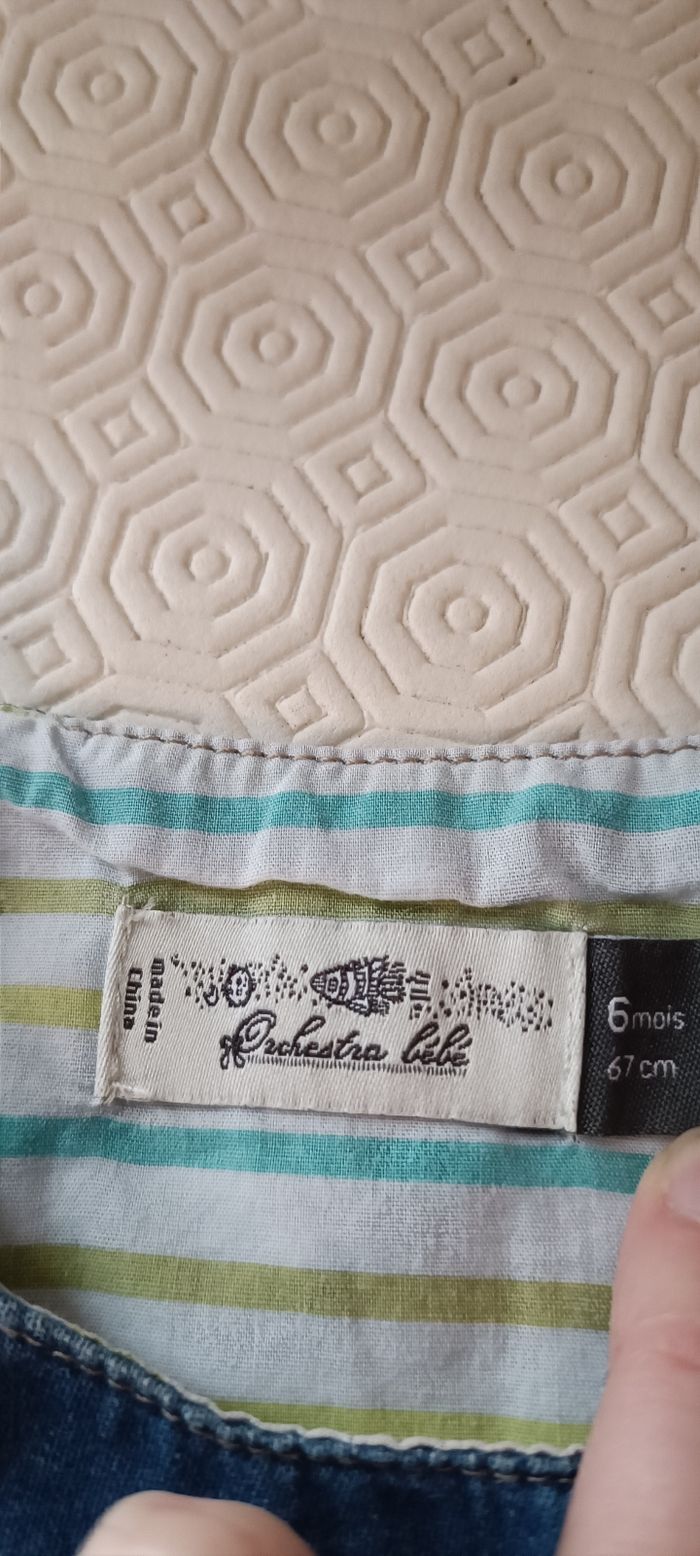 made in
China
Orchestra bébé
6 mois
67 cm